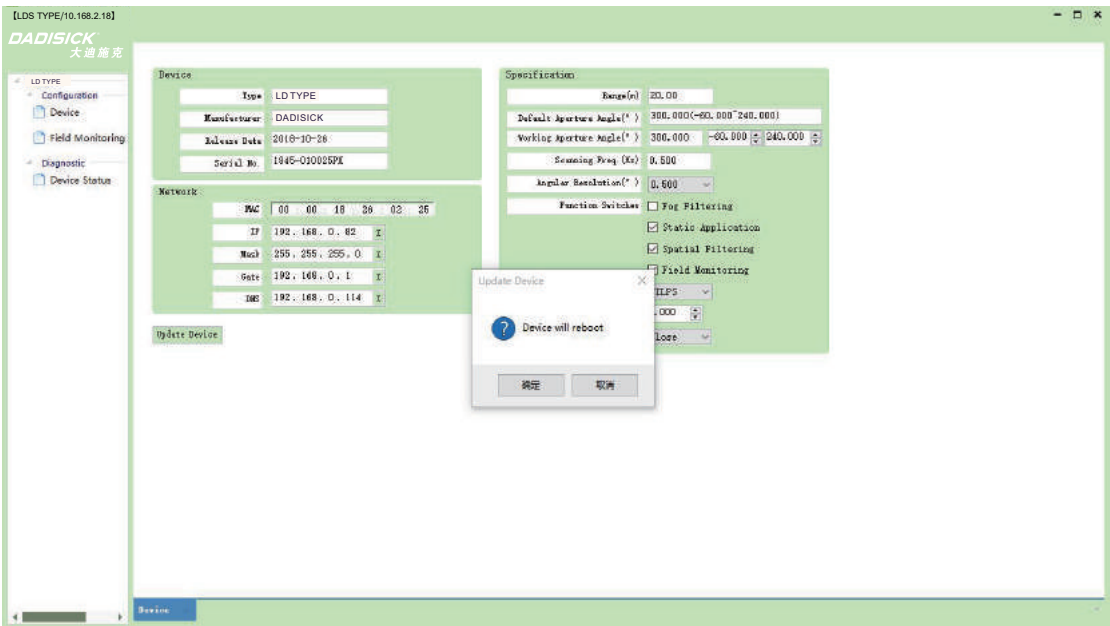 【LDS TYPE/10.168.2.18】
DADISICK
大迪施克
LD TYPE
Configuration
Device
Field Monitoring
Diagnostic
Device Status
Device
Type LD TYPE
Manufacturer DADISICK
Release Date 2018-10-26
Serial No. 1845-010025PX
Network
MAC 00 00 18 26 02 25
IP 192. 168. 0. 82 I
Mask 255. 255. 255. 0 I
Gate 192. 168. 0. 1 I
DNS 192. 168. 0. 114 I
Update Device
Specification
Range(m) 20.00
Default Aperture Angle(° ) 300.000(-60.000~240.000)
Working Aperture Angle(° ) 300.000 -60.000 240.000
Scanning Freq. (Kz) 0.500
Angular Resolution(° ) 0.500
Function Switches Fog Filtering
Static Application
Spatial Filtering
Field Monitoring
ILPS
.000
lose
Update Device
Device will reboot
确定 取消
Device